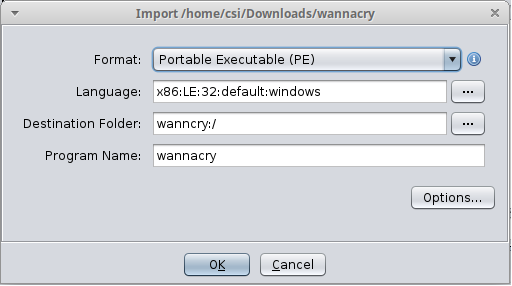 Import /home/csi/Downloads/wannacry
Format: Portable Executable (PE)
Language: x86:LE:32:default:windows ...
Destination Folder: wanncry:/ ...
Program Name: wannacry
Options...
OK Cancel